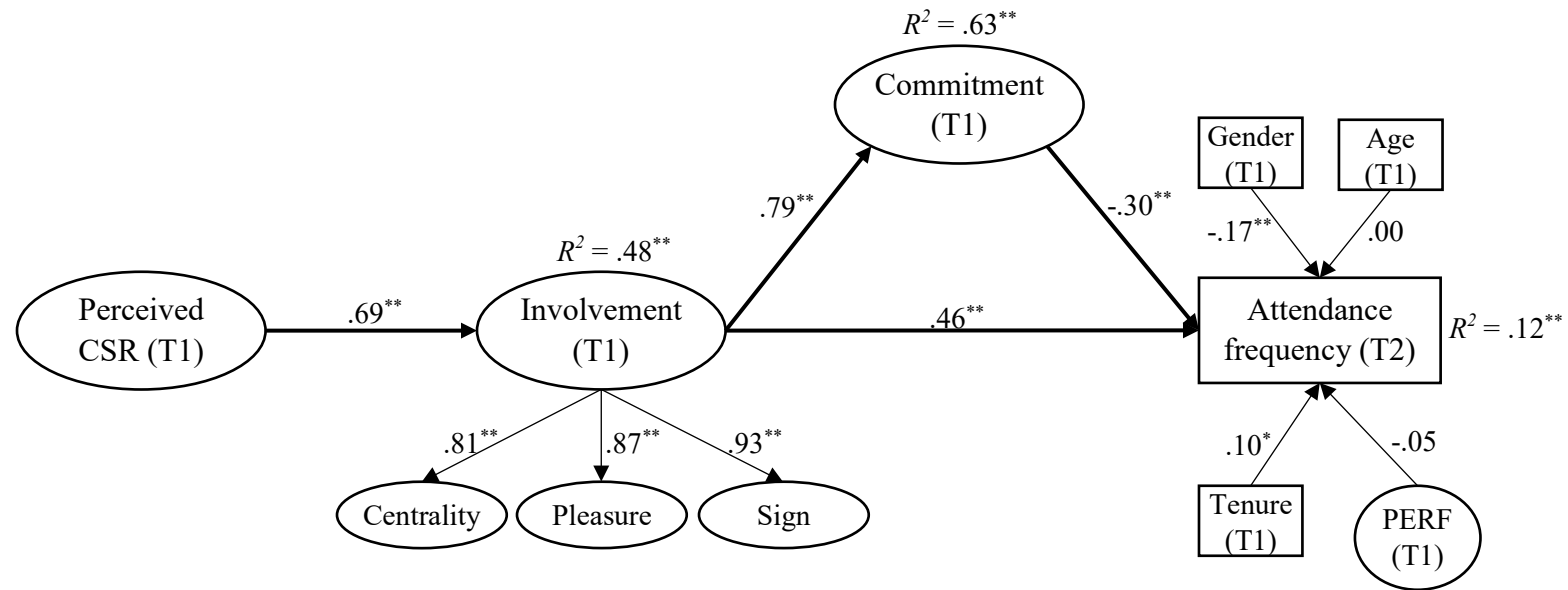 R² = .63**
Commitment
(T1)
Gender
(T1)
Age
(T1)
.79**
-.30**
-.17**
.00
R² = .48**
Perceived
CSR (T1)
.69**
Involvement
(T1)
.46**
Attendance
frequency (T2)
R² = .12**
.81**
.87**
.93**
.10*
-.05
Centrality
Pleasure
Sign
Tenure
(T1)
PERF
(T1)